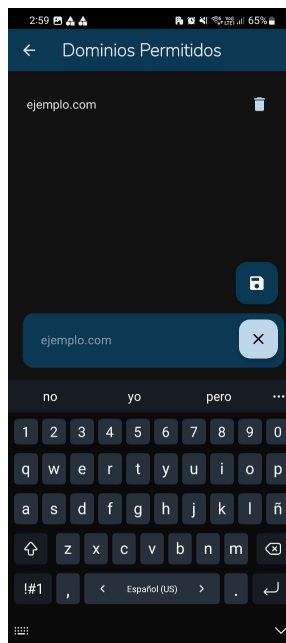 2:59 65%
Dominios Permitidos
ejemplo.com
ejemplo.com
no yo pero
1 2 3 4 5 6 7 8 9 0
q w e r t y u i o p
a s d f g h j k l ñ
z x c v b n m
!#1 , Español (US) .